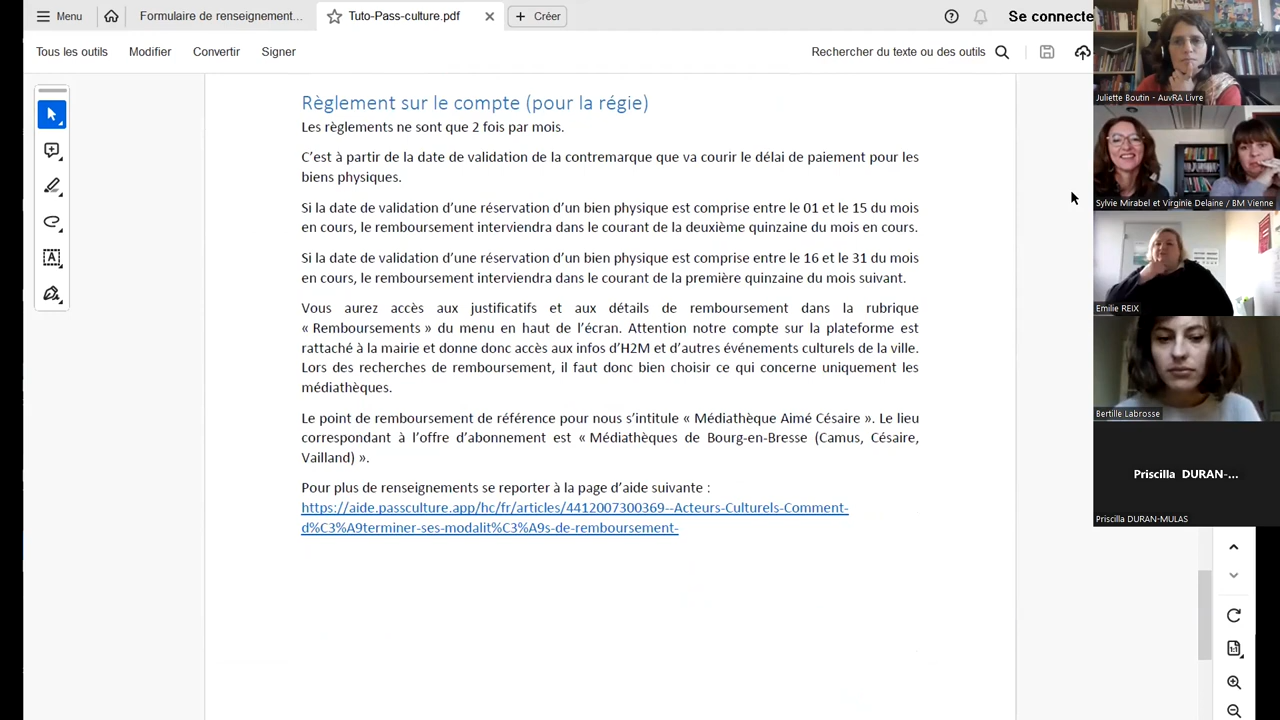 Menu
Formulaire de renseignement...
Tuto-Pass-culture.pdf
Créer
Se connecte
Tous les outils
Modifier
Convertir
Signer
Rechercher du texte ou des outils
Règlement sur le compte (pour la régie)
Les règlements ne sont que 2 fois par mois.
C’est à partir de la date de validation de la contremarque que va courir le délai de paiement pour les
biens physiques.
Si la date de validation d’une réservation d’un bien physique est comprise entre le 01 et le 15 du mois
en cours, le remboursement interviendra dans le courant de la deuxième quinzaine du mois en cours.
Si la date de validation d’une réservation d’un bien physique est comprise entre le 16 et le 31 du mois
en cours, le remboursement interviendra dans le courant de la première quinzaine du mois suivant.
Vous aurez accès aux justificatifs et aux détails de remboursement dans la rubrique
« Remboursements » du menu en haut de l’écran. Attention notre compte sur la plateforme est
rattaché à la mairie et donne donc accès aux infos d’H2M et d’autres événements culturels de la ville.
Lors des recherches de remboursement, il faut donc bien choisir ce qui concerne uniquement les
médiathèques.
Le point de remboursement de référence pour nous s’intitule « Médiathèque Aimé Césaire ». Le lieu
correspondant à l’offre d’abonnement est « Médiathèques de Bourg-en-Bresse (Camus, Césaire,
Vailland) ».
Pour plus de renseignements se reporter à la page d’aide suivante :
https://aide.passculture.app/hc/fr/articles/4412007300369--Acteurs-Culturels-Comment-
d%C3%A9terminer-ses-modalit%C3%A9s-de-remboursement-
Juliette Boutin - AuvRA Livre
Sylvie Mirabel et Virginie Delaine / BM Vienne
Emilie REIX
Bertille Labrosse
Priscilla DURAN-...
Priscilla DURAN-MULAS
1:1